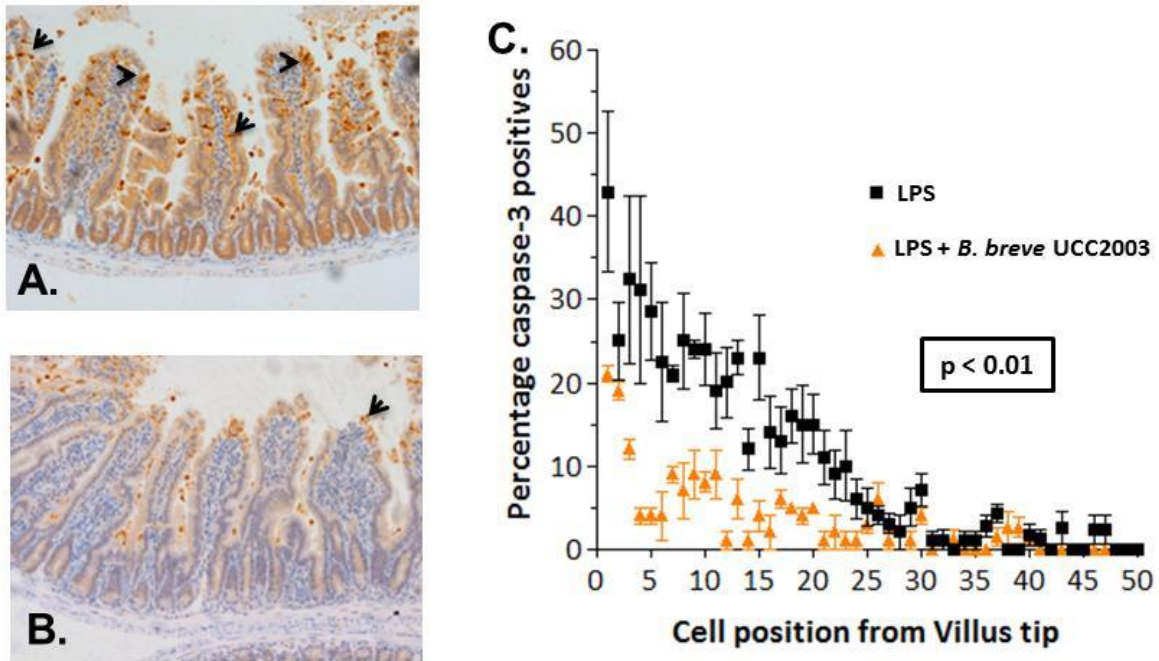 A.
B.
C.
Percentage caspase-3 positives
60
50
40
30
20
10
0
LPS
LPS + B. breve UCC2003
p < 0.01
0 5 10 15 20 25 30 35 40 45 50
Cell position from Villus tip